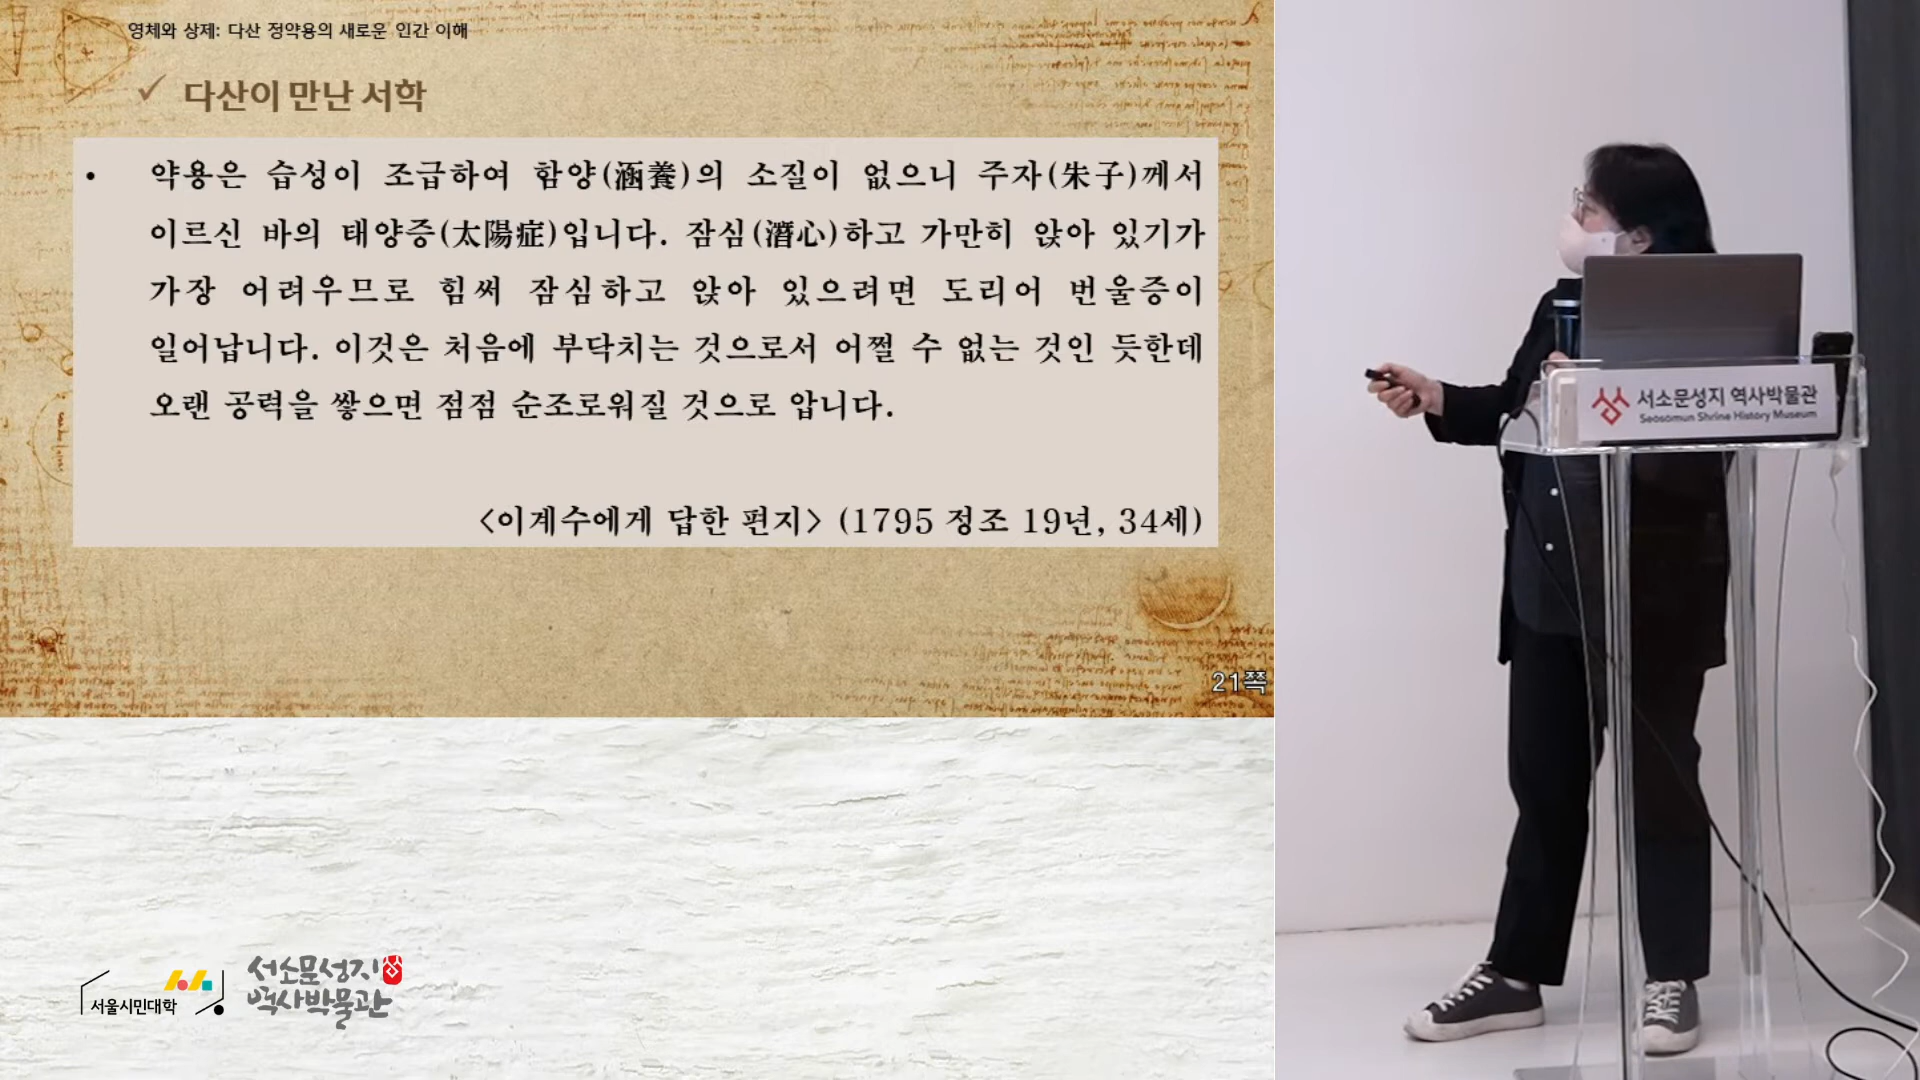 영체와 상제: 다산 정약용의 새로운 인간 이해
✓ 다산이 만난 서학
• 약용은 습성이 조급하여 함양(涵養)의 소질이 없으니 주자(朱子)께서
이르신 바의 태양증(太陽症)입니다. 잠심(潛心)하고 가만히 앉아 있기가
가장 어려우므로 힘써 잠심하고 앉아 있으려면 도리어 번울증이
일어납니다. 이것은 처음에 부닥치는 것으로서 어쩔 수 없는 것인 듯한데
오랜 공력을 쌓으면 점점 순조로워질 것으로 압니다.
<이계수에게 답한 편지> (1795 정조 19년, 34세)
21쪽
서소문성지 역사박물관
Seosomun Shrine History Museum
서울시민대학
서소문성지
역사박물관